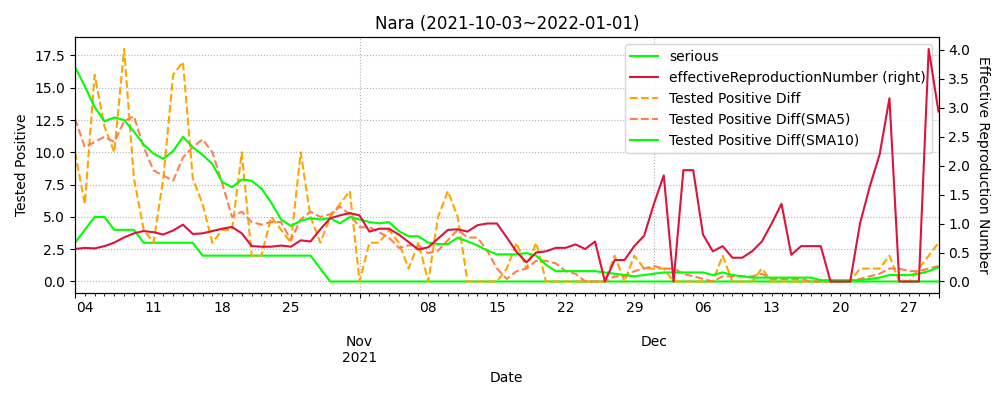 Nara (2021-10-03~2022-01-01)
Tested Positive
17.5
15.0
12.5
10.0
7.5
5.0
2.5
0.0
serious
effectiveReproductionNumber (right)
Tested Positive Diff
Tested Positive Diff(SMA5)
Tested Positive Diff(SMA10)
4.0
3.5
3.0
2.5
2.0
1.5
1.0
0.5
0.0
Effective Reproduction Number
04 11 18 25 08 15 22 29 06 13 20 27
Nov Dec
2021
Date